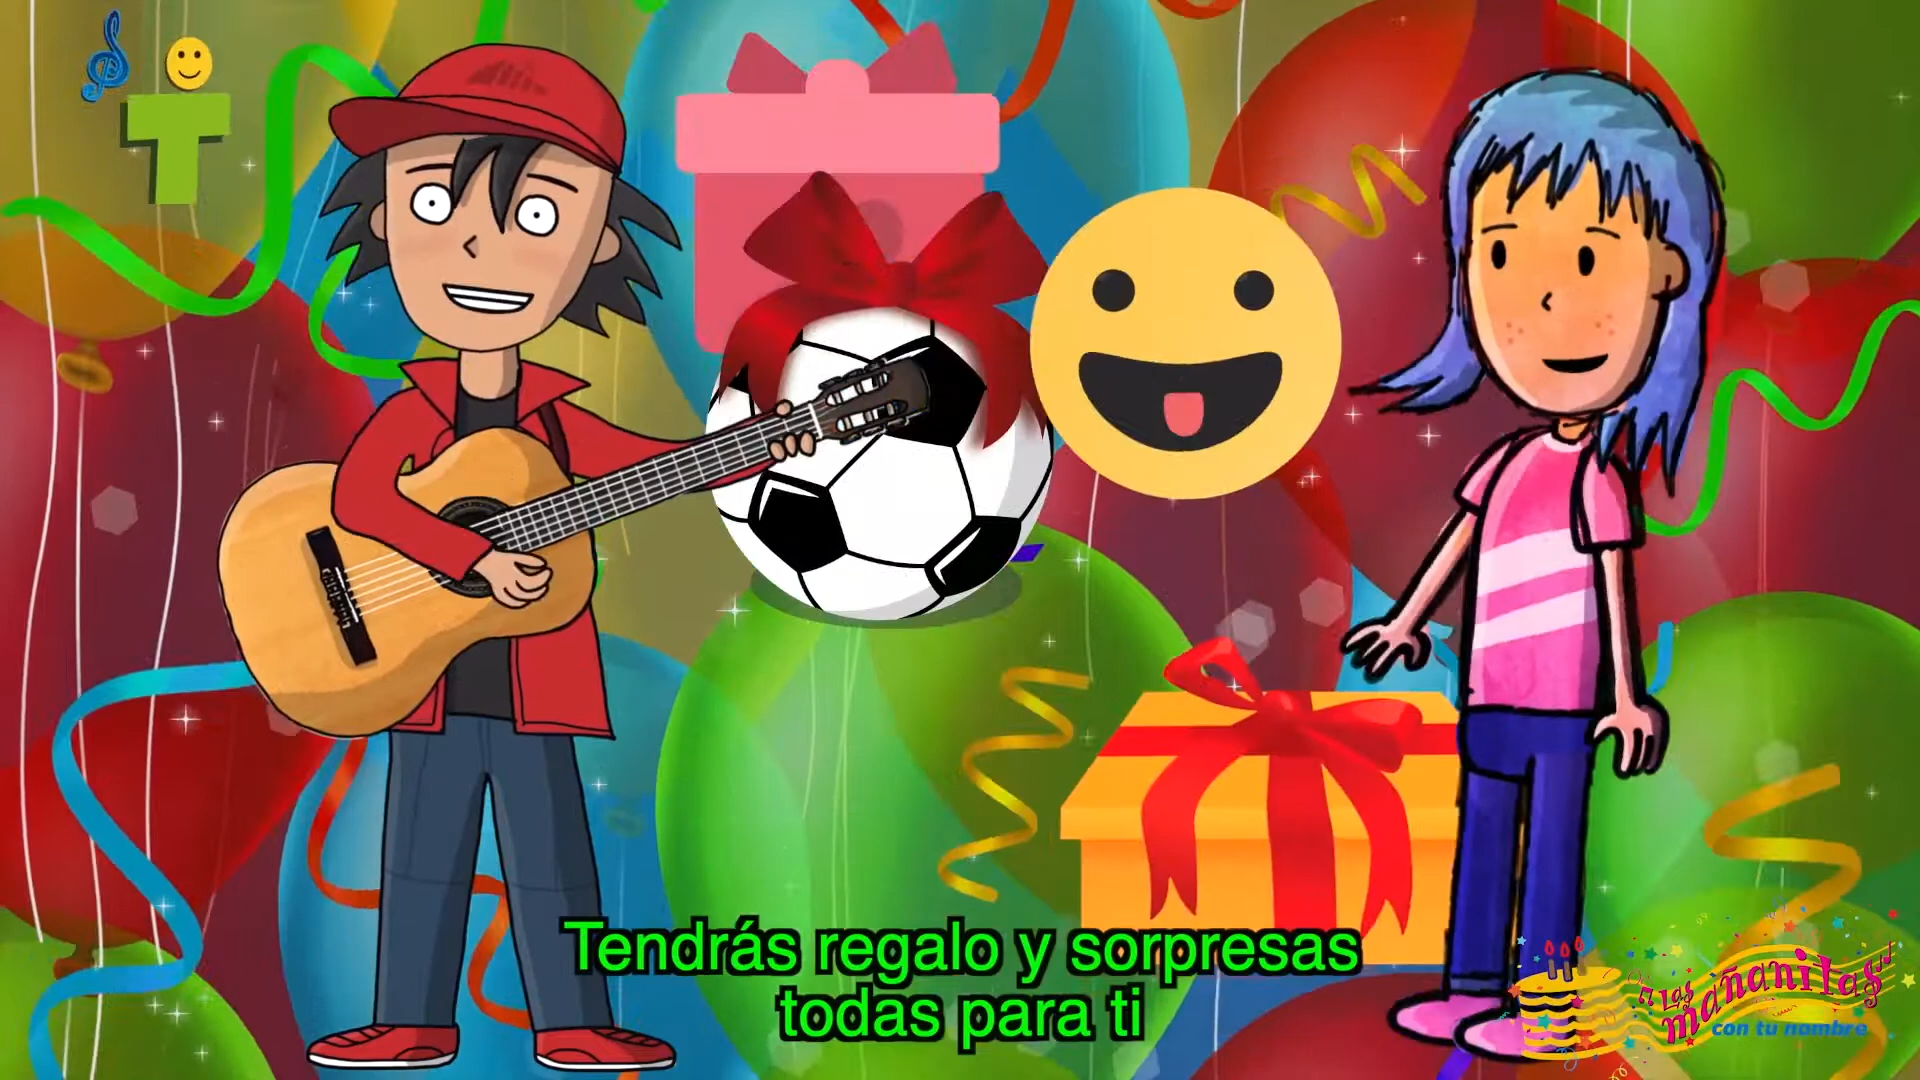 T
Tendrás regalo y sorpresas
todas para ti
Las
mañanitas
con tu nombre